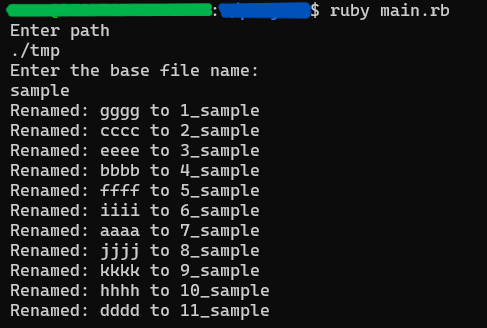 :$ ruby main.rb
Enter path
./tmp
Enter the base file name:
sample
Renamed: gggg to 1_sample
Renamed: cccc to 2_sample
Renamed: eeee to 3_sample
Renamed: bbbb to 4_sample
Renamed: ffff to 5_sample
Renamed: iiii to 6_sample
Renamed: aaaa to 7_sample
Renamed: jjjj to 8_sample
Renamed: kkkk to 9_sample
Renamed: hhhh to 10_sample
Renamed: dddd to 11_sample